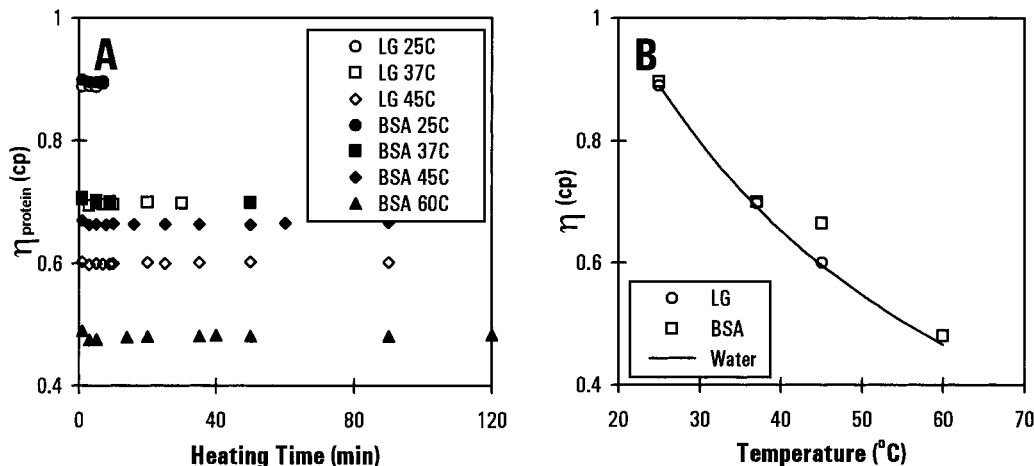 A
1
0.8
0.6
0.4
ηprotein (cp)
0
40
80
120
Heating Time (min)
LG 25C
LG 37C
LG 45C
BSA 25C
BSA 37C
BSA 45C
BSA 60C
B
1
0.8
0.6
0.4
η (cp)
20
30
40
50
60
70
Temperature (°C)
LG
BSA
Water